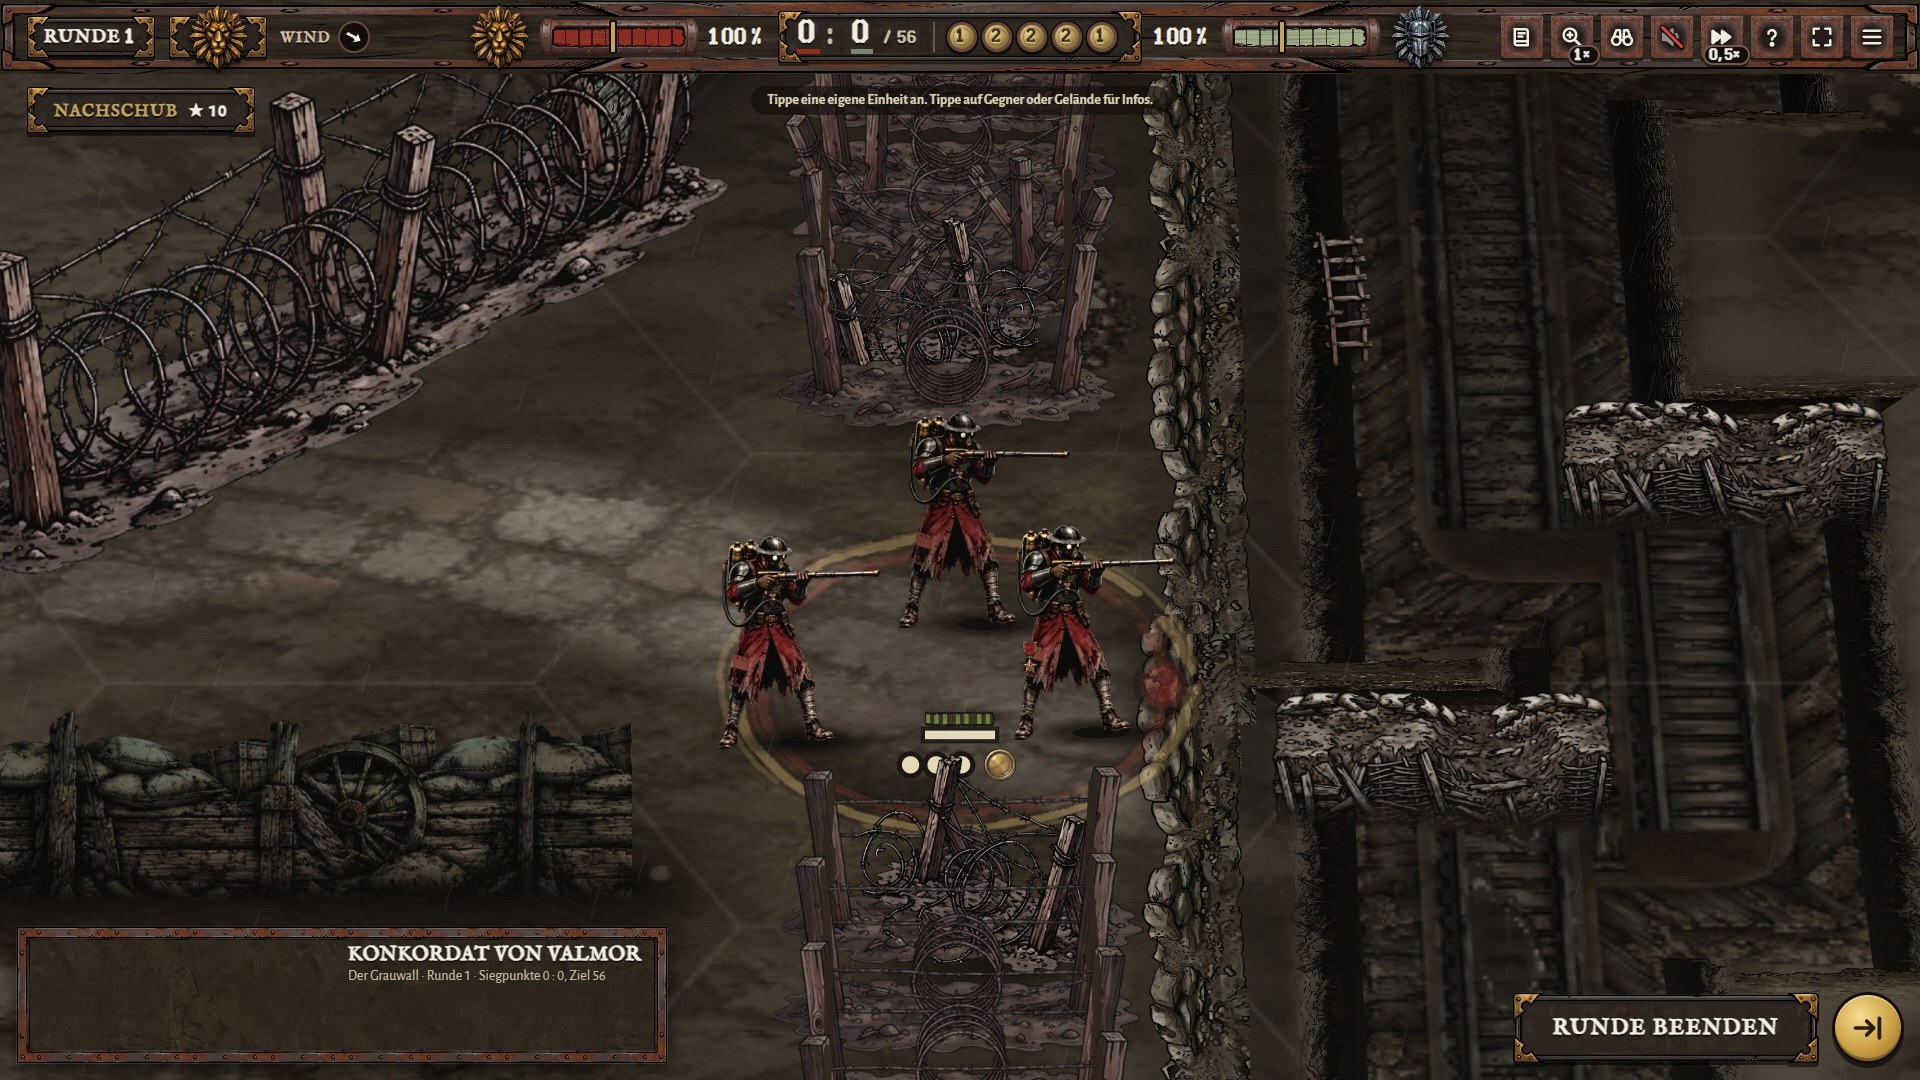 RUNDE 1
WIND
100%
0 : 0 / 56
1 2 2 2 1
100%
1×
0,5×
?
NACHSCHUB ★ 10
Tippe eine eigene Einheit an. Tippe auf Gegner oder Gelände für Infos.
KONKORDAT VON VALMOR
Der Grauwall · Runde 1 · Siegpunkte 0 : 0, Ziel 56
RUNDE BEENDEN